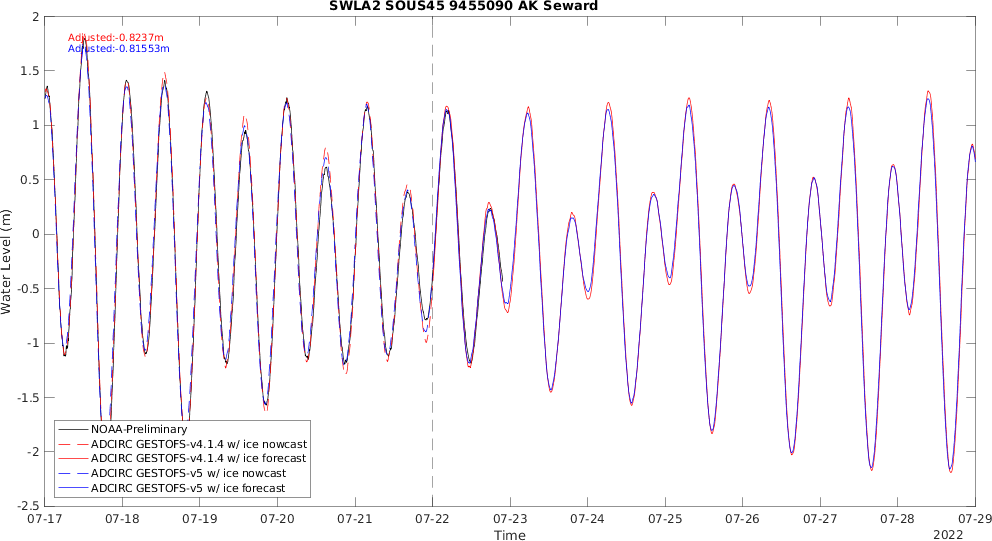 SWLA2 SOUS45 9455090 AK Seward
Adjusted:-0.8237m
Adjusted:-0.81553m
2
1.5
1
0.5
0
-0.5
-1
-1.5
-2
-2.5
Water Level (m)
NOAA-Preliminary
ADCIRC GESTOFS-v4.1.4 w/ ice nowcast
ADCIRC GESTOFS-v4.1.4 w/ ice forecast
ADCIRC GESTOFS-v5 w/ ice nowcast
ADCIRC GESTOFS-v5 w/ ice forecast
07-17 07-18 07-19 07-20 07-21 07-22 07-23 07-24 07-25 07-26 07-27 07-28 07-29
Time
2022